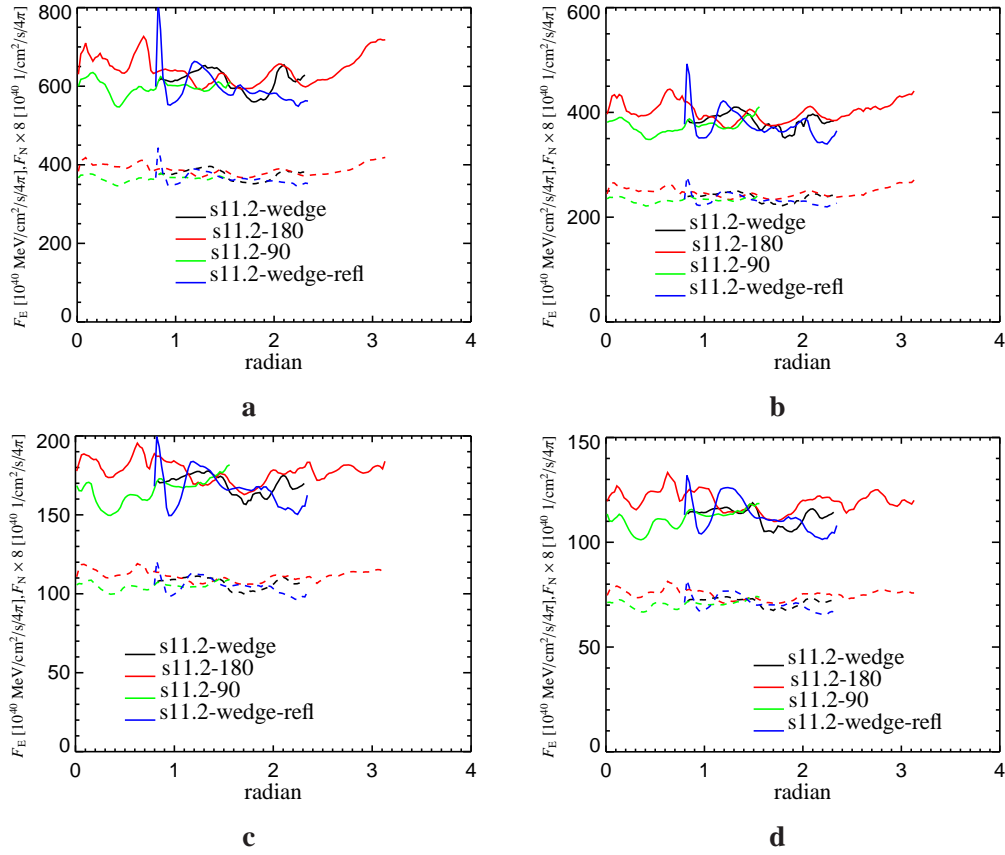 800
600
400
200
0
F_E [10^40 MeV/cm^2/s/4π],F_N × 8 [10^40 1/cm^2/s/4π]
s11.2-wedge
s11.2-180
s11.2-90
s11.2-wedge-refl
0 1 2 3 4
radian
a
600
400
200
0
F_E [10^40 MeV/cm^2/s/4π],F_N × 8 [10^40 1/cm^2/s/4π]
s11.2-wedge
s11.2-180
s11.2-90
s11.2-wedge-refl
0 1 2 3 4
radian
b
200
150
100
50
0
F_E [10^40 MeV/cm^2/s/4π],F_N × 8 [10^40 1/cm^2/s/4π]
s11.2-wedge
s11.2-180
s11.2-90
s11.2-wedge-refl
0 1 2 3 4
radian
c
150
100
50
0
F_E [10^40 MeV/cm^2/s/4π],F_N × 8 [10^40 1/cm^2/s/4π]
s11.2-wedge
s11.2-180
s11.2-90
s11.2-wedge-refl
0 1 2 3 4
radian
d